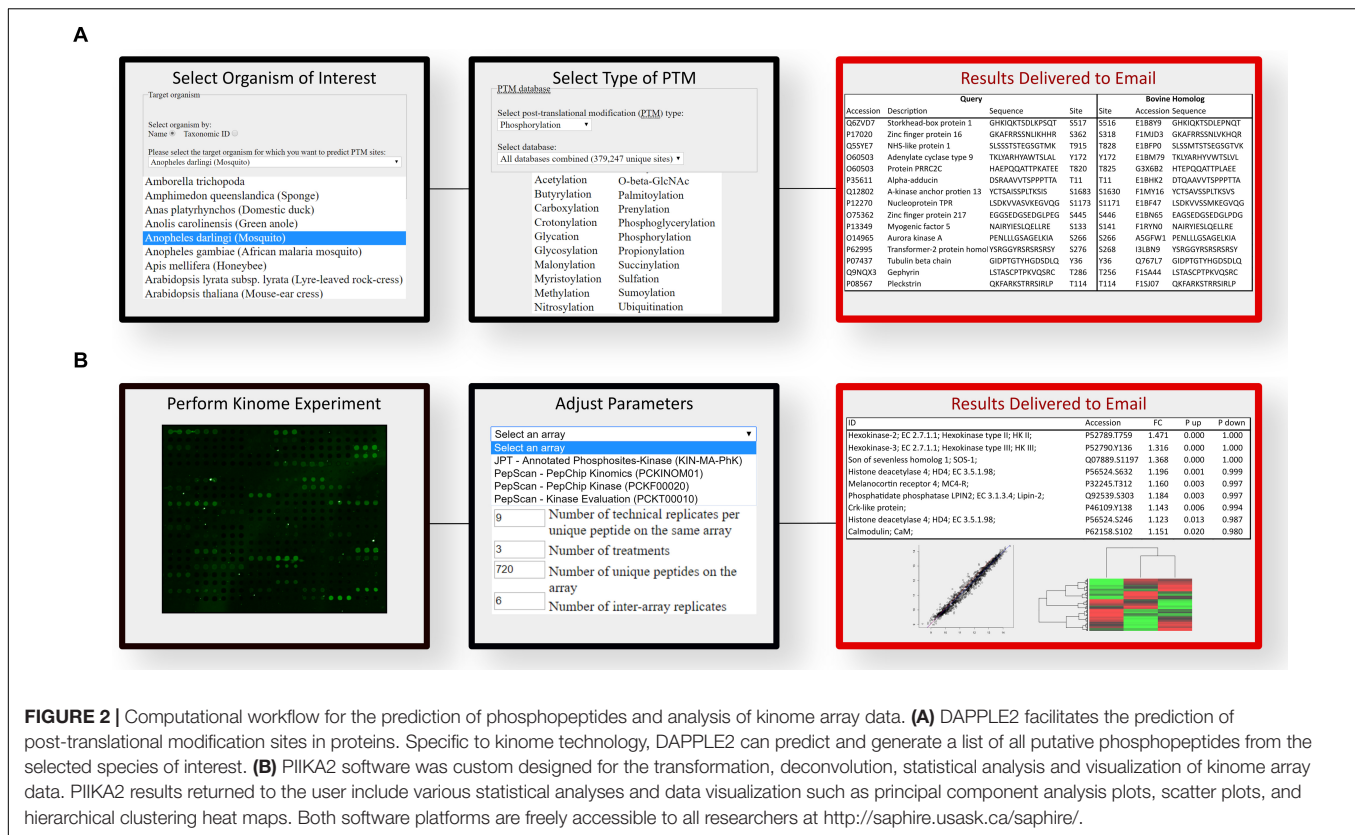 A
Select Organism of Interest
Target organism
Select organism by:
Name Taxonomic ID
Please select the target organism for which you want to predict PTM sites:
Anopheles darlingi (Mosquito)
Amborella trichopoda
Amphimedon queenslandica (Sponge)
Anas platyrhynchos (Domestic duck)
Anolis carolinensis (Green anole)
Anopheles darlingi (Mosquito)
Anopheles gambiae (African malaria mosquito)
Apis mellifera (Honeybee)
Arabidopsis lyrata subsp. lyrata (Lyre-leaved rock-cress)
Arabidopsis thaliana (Mouse-ear cress)
Select Type of PTM
PTM database
Select post-translational modification (PTM) type:
Phosphorylation
Select database:
All databases combined (379,247 unique sites)
Acetylation O-beta-GlcNAc
Butyrylation Palmitoylation
Carboxylation Prenylation
Crotonylation Phosphoglycerylation
Glycation Phosphorylation
Glycosylation Propionylation
Malonylation Succinylation
Myristoylation Sulfation
Methylation Sumoylation
Nitrosylation Ubiquitination
Results Delivered to Email
Query Bovine Homolog
Accession Description Sequence Site Site Accession Sequence
Q6ZVD7 Storkhead-box protein 1 GHKIQKTSDLKPSQT S517 S516 E1B8Y9 GHKIQKTSDLEPNQT
P17020 Zinc finger protein 16 GKAFRRSSNLIKHHR S362 S318 F1MJD3 GKAFRRSSNLVKHQR
Q5SYE7 NHS-like protein 1 SLSSSTSTEGSGTMK T915 T828 E1BFP0 SLSSMTSTSEGSGTVK
O60503 Adenylate cyclase type 9 TKLYARHYAWTSLAL Y172 Y172 E1BM79 TKLYARHYVWTSLVL
O60503 Protein PRRC2C HAEPQQATTPKATEE T820 T825 G3X6B2 HTEPQQATTPLAEE
P35611 Alpha-adducin DSRAAVVTSPPPTTA T11 T11 E1BHK2 DTQAAVVTSPPPTTA
Q12802 A-kinase anchor protien 13 YCTSAISSPLTKSIS S1683 S1630 F1MY16 YCTSAVSSPLTKSVS
P12270 Nucleoprotein TPR LSDKVVASVKEGVQG S1173 S1171 E1BF47 LSDKVVSSMKEGVQG
O75362 Zinc finger protein 217 EGGSEDGSEDGLPEG S445 S446 E1BN65 EAGSEDGSEDGLPDG
P13349 Myogenic factor 5 NAIRYIESLQELLRE S133 S141 F1RYN0 NAIRYIESLQELLRE
O14965 Aurora kinase A PENLLLGSAGELKIA S266 S266 A5GFW1 PENLLLGSAGELKIA
P62995 Transformer-2 protein homol YSRGGYRSRSRSRSY S276 S268 I3LBN9 YSRGGYRSRSRSRSY
P07437 Tubulin beta chain GIDPTGTYHGDSDLQ Y36 Y36 Q767L7 GIDPTGTYHGDSDLQ
Q9NQX3 Gephyrin LSTASCPTPKVQSRC T286 T256 F1SA44 LSTASCPTPKVQSRC
P08567 Pleckstrin QKFARKSTRRSIRLP T114 T114 F1SJ07 QKFARKSTRRSIRLP
B
Perform Kinome Experiment
Adjust Parameters
Select an array
Select an array
JPT - Annotated Phosphosites-Kinase (KIN-MA-PhK)
PepScan - PepChip Kinomics (PCKINOM01)
PepScan - PepChip Kinase (PCKF00020)
PepScan - Kinase Evaluation (PCKT00010)
9 Number of technical replicates per
unique peptide on the same array
3 Number of treatments
720 Number of unique peptides on the
array
6 Number of inter-array replicates
Results Delivered to Email
ID Accession FC P up P down
Hexokinase-2; EC 2.7.1.1; Hexokinase type II; HK II; P52789.T759 1.471 0.000 1.000
Hexokinase-3; EC 2.7.1.1; Hexokinase type III; HK III; P52790.Y136 1.316 0.000 1.000
Son of sevenless homolog 1; SOS-1; Q07889.S1197 1.368 0.000 1.000
Histone deacetylase 4; HD4; EC 3.5.1.98; P56524.S632 1.196 0.001 0.999
Melanocortin receptor 4; MC4-R; P32245.T312 1.160 0.003 0.997
Phosphatidate phosphatase LPIN2; EC 3.1.3.4; Lipin-2; Q92539.S303 1.184 0.003 0.997
Crk-like protein; P46109.Y138 1.143 0.006 0.994
Histone deacetylase 4; HD4; EC 3.5.1.98; P56524.S246 1.123 0.013 0.987
Calmodulin; CaM; P62158.S102 1.151 0.020 0.980
FIGURE 2 | Computational workflow for the prediction of phosphopeptides and analysis of kinome array data. (A) DAPPLE2 facilitates the prediction of
post-translational modification sites in proteins. Specific to kinome technology, DAPPLE2 can predict and generate a list of all putative phosphopeptides from the
selected species of interest. (B) PIIKA2 software was custom designed for the transformation, deconvolution, statistical analysis and visualization of kinome array
data. PIIKA2 results returned to the user include various statistical analyses and data visualization such as principal component analysis plots, scatter plots, and
hierarchical clustering heat maps. Both software platforms are freely accessible to all researchers at http://saphire.usask.ca/saphire/.